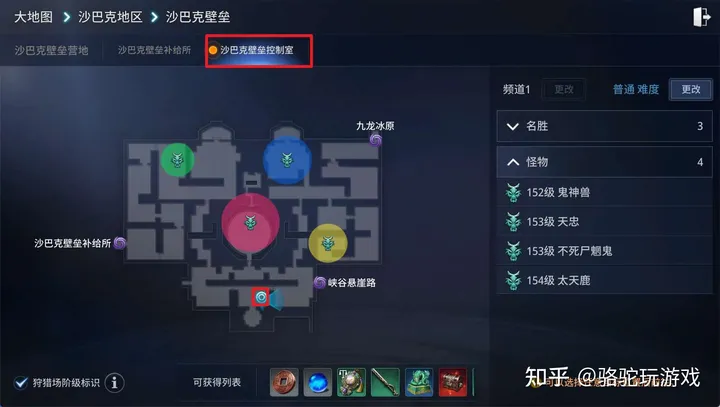 大地图 沙巴克地区 沙巴克壁垒
沙巴克壁垒营地 沙巴克壁垒补给所 沙巴克壁垒控制室
频道1 更改 普通 难度 更改
名胜 3
九龙冰原
怪物 4
152级 鬼神兽
153级 天忠
沙巴克壁垒补给所
153级 不死尸魍鬼
峡谷悬崖路
154级 太天鹿
狩猎场阶级标识
可获得列表
知乎 @骆驼玩游戏